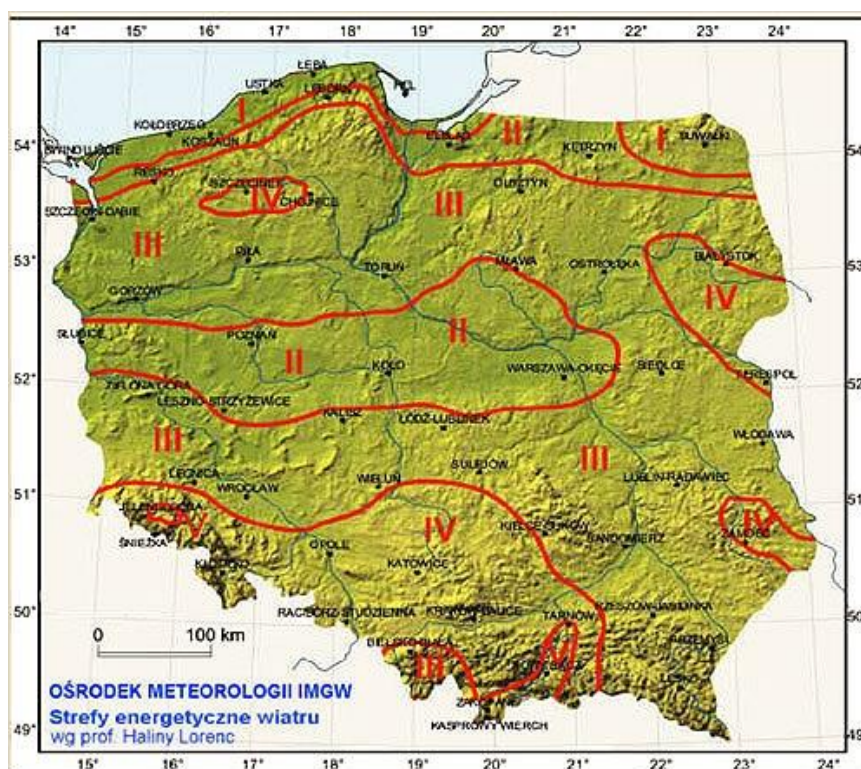 14° 15° 16° 17° 18° 19° 20° 21° 22° 23° 24°
ŁEBA
USTKA
LĘBORK
HEL
I
KOŁOBRZEG
KOSZALIN
ELBLĄG
II
KĘTRZYN
I
SUWAŁKI
54°
54°
ŚWINOUJŚCIE
RESKO
SZCZECINEK
IV
CHOJNICE
OLSZTYN
III
SZCZECIN-DĄBIE
III
PIŁA
TORUŃ
MŁAWA
OSTROŁĘKA
BIAŁYSTOK
53°
53°
IV
GORZÓW
SŁUBICE
POZNAŃ
II
II
KOŁO
WARSZAWA-OKĘCIE
SIEDLCE
TERESPOL
52°
52°
ZIELONA GÓRA
LESZNO-STRZYŻEWICE
KALISZ
ŁÓDŹ-LUBLINEK
WŁODAWA
III
III
SULEJÓW
LUBLIN-RADAWIEC
LEGNICA
WROCŁAW
WIELUŃ
51°
51°
JELENIA GÓRA
V
IV
KIELCE-SUKÓW
IV
ZAMOŚĆ
ŚNIEŻKA
SANDOMIERZ
KŁODZKO
OPOLE
KATOWICE
50°
50°
RACIBÓRZ-STUDZIENNA
KRAKÓW-BALICE
TARNÓW
RZESZÓW-JASIONKA
0 100 km
BIELSKO-BIAŁA
III
V
NOWY SĄCZ
PRZEMYŚL
LESKO
ZAKOPANE
KASPROWY WIERCH
OŚRODEK METEOROLOGII IMGW
Strefy energetyczne wiatru
wg prof. Haliny Lorenc
49°
49
15° 16° 17° 18° 19° 20° 21° 22° 23° 24°